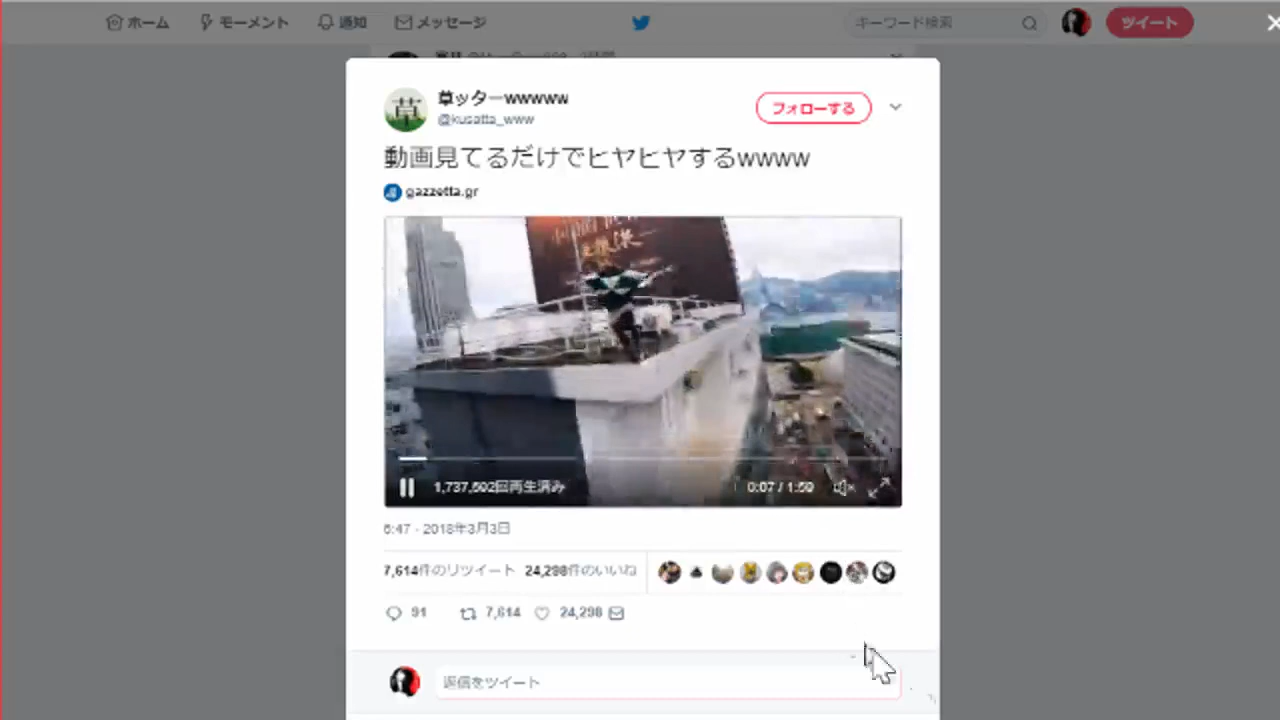 ホーム モーメント 通知 メッセージ キーワード検索 ツイート
草ッターwwwww
@kusatta_www
フォローする
動画見てるだけでヒヤヒヤするwwww
gazzetta.gr
1,737,502回再生済み 0:07 / 1:50
6:47 - 2018年3月3日
7,614件のリツイート 24,298件のいいね
91 7,614 24,298
返信をツイート